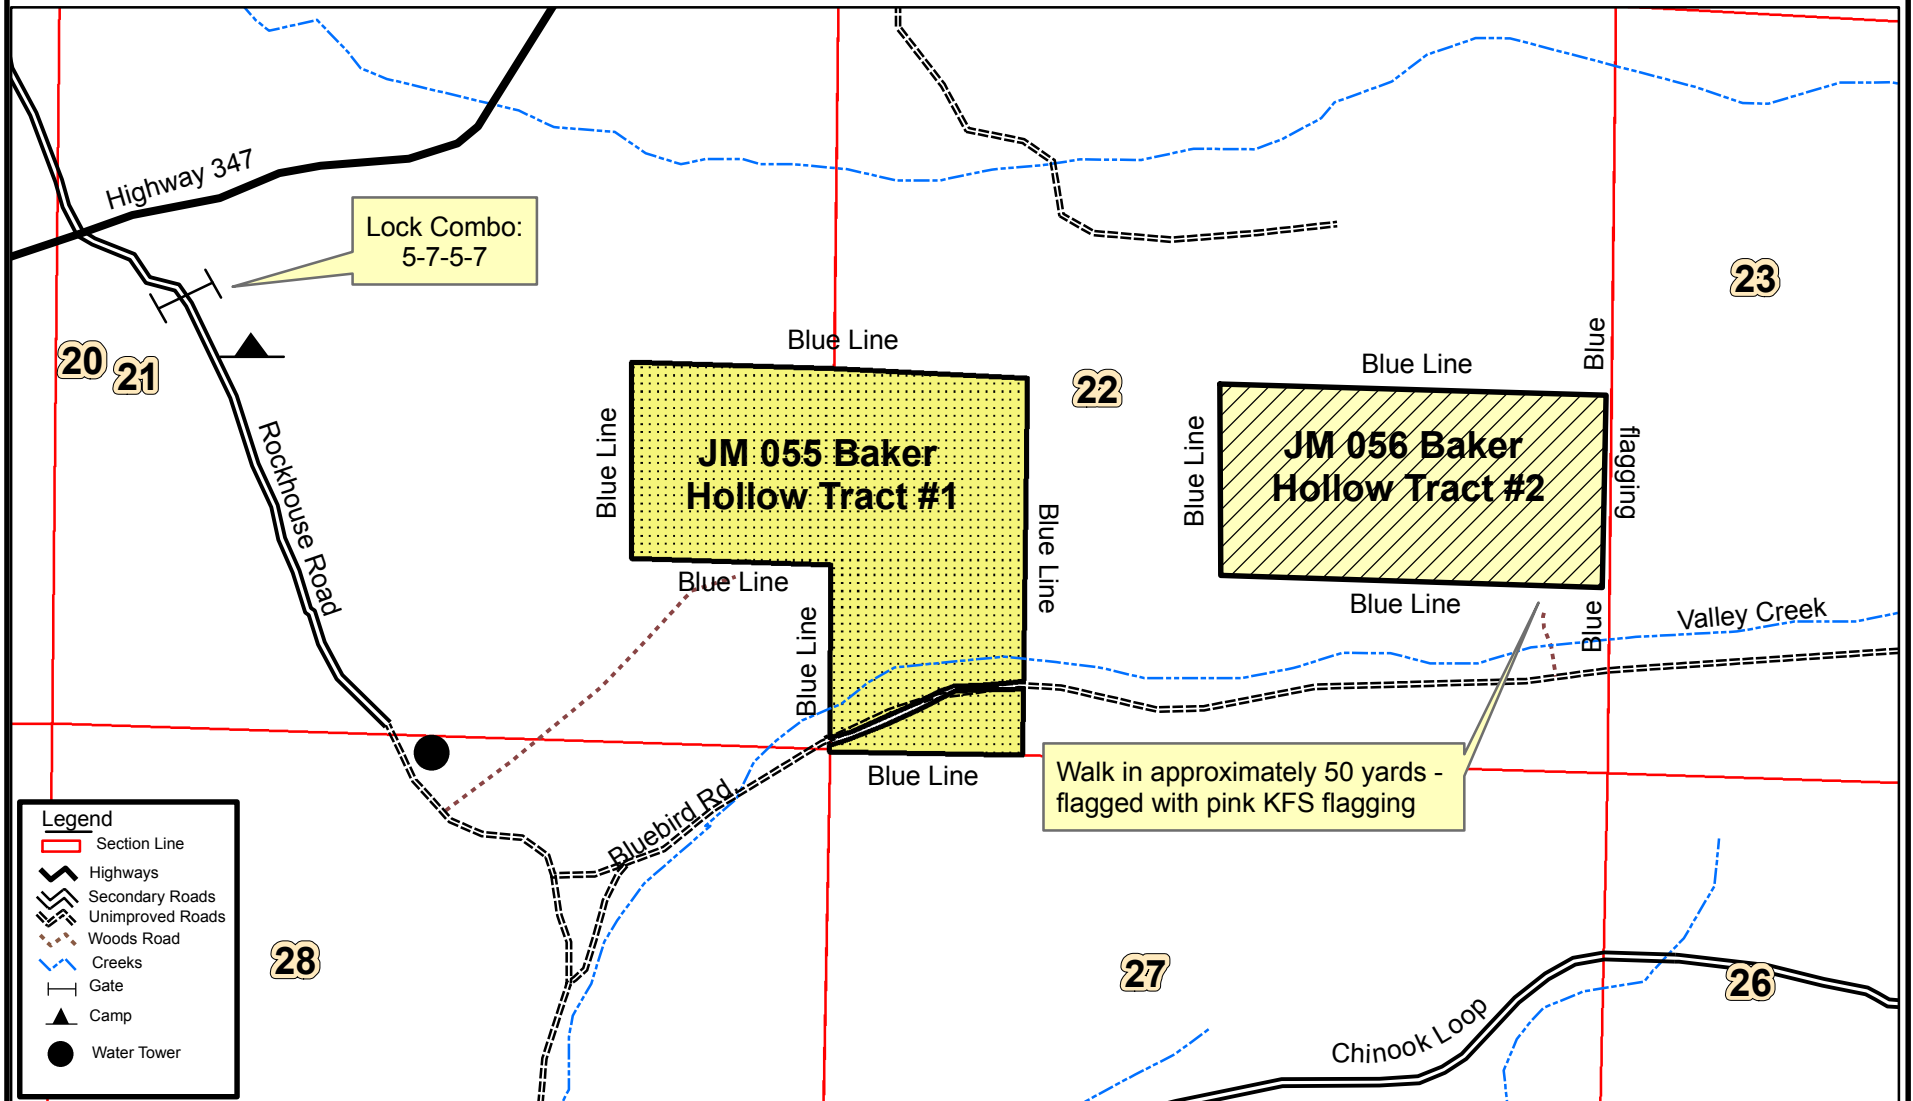 Highway 347
Lock Combo:
5-7-5-7
23
20
21
Blue Line
22
Blue Line
Blue
Blue Line
JM 055 Baker
Hollow Tract #1
Blue Line
JM 056 Baker
Hollow Tract #2
flagging
Rockhouse Road
Blue Line
Blue Line
Blue Line
Blue Line
Blue
Valley Creek
Blue Line
Walk in approximately 50 yards -
flagged with pink KFS flagging
Bluebird Rd.
Legend
Section Line
Highways
Secondary Roads
Unimproved Roads
Woods Road
Creeks
Gate
Camp
Water Tower
28
27
26
Chinook Loop